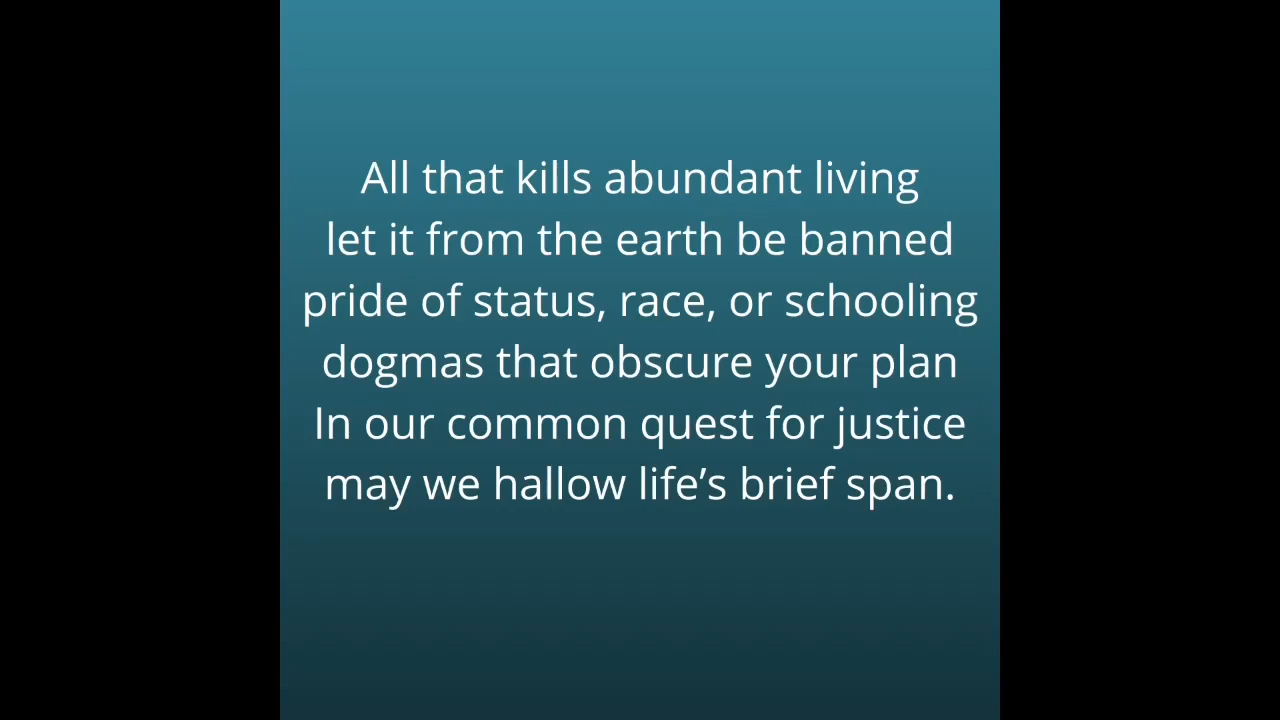 All that kills abundant living
let it from the earth be banned
pride of status, race, or schooling
dogmas that obscure your plan
In our common quest for justice
may we hallow life’s brief span.